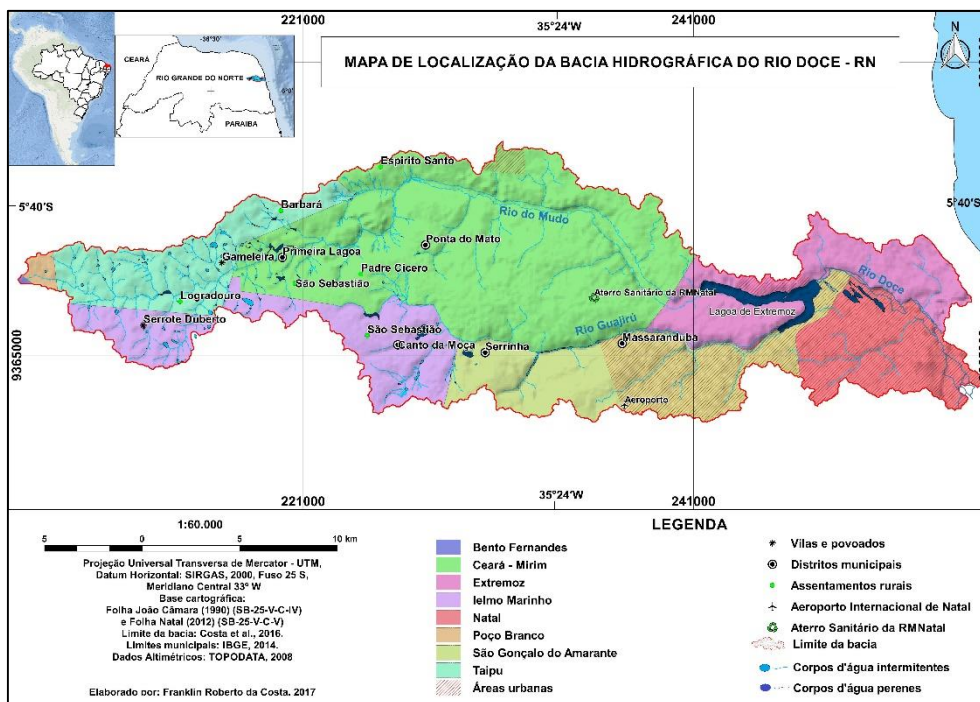 221000
35°24'W
241000
MAPA DE LOCALIZAÇÃO DA BACIA HIDROGRÁFICA DO RIO DOCE - RN
N
-36°30'
CEARÁ
RIO GRANDE DO NORTE
PARAIBA
5°40'S
5°40'S
Espirito Santo
Barbará
Rio do Mudo
Ponta do Mato
Primeira Lagoa
Gameleira
Padre Cicero
São Sebastião
Rio Doce
Aterro Sanitário da RMNatal
Logradouro
Lagoa de Extremoz
Serrote Duberto
Rio Guajirú
São Sebastião
Canto da Moça
Serrinha
Massaranduba
9365000
Aeroporto
221000
35°24'W
241000
1:60.000
5 0 5 10 km
Projeção Universal Transversa de Mercator - UTM,
Datum Horizontal: SIRGAS, 2000, Fuso 25 S,
Meridiano Central 33º W
Base cartográfica:
Folha João Câmara (1990) (SB-25-V-C-IV)
e Folha Natal (2012) (SB-25-V-C-V)
Limite da bacia: Costa et al., 2016.
Limites municipais: IBGE, 2014.
Dados Altimétricos: TOPODATA, 2008
Elaborado por: Franklin Roberto da Costa. 2017
LEGENDA
Bento Fernandes
Ceará - Mirim
Extremoz
Ielmo Marinho
Natal
Poço Branco
São Gonçalo do Amarante
Taipu
Áreas urbanas
Vilas e povoados
Distritos municipais
Assentamentos rurais
Aeroporto Internacional de Natal
Aterro Sanitário da RMNatal
Limite da bacia
Corpos d'água intermitentes
Corpos d'água perenes